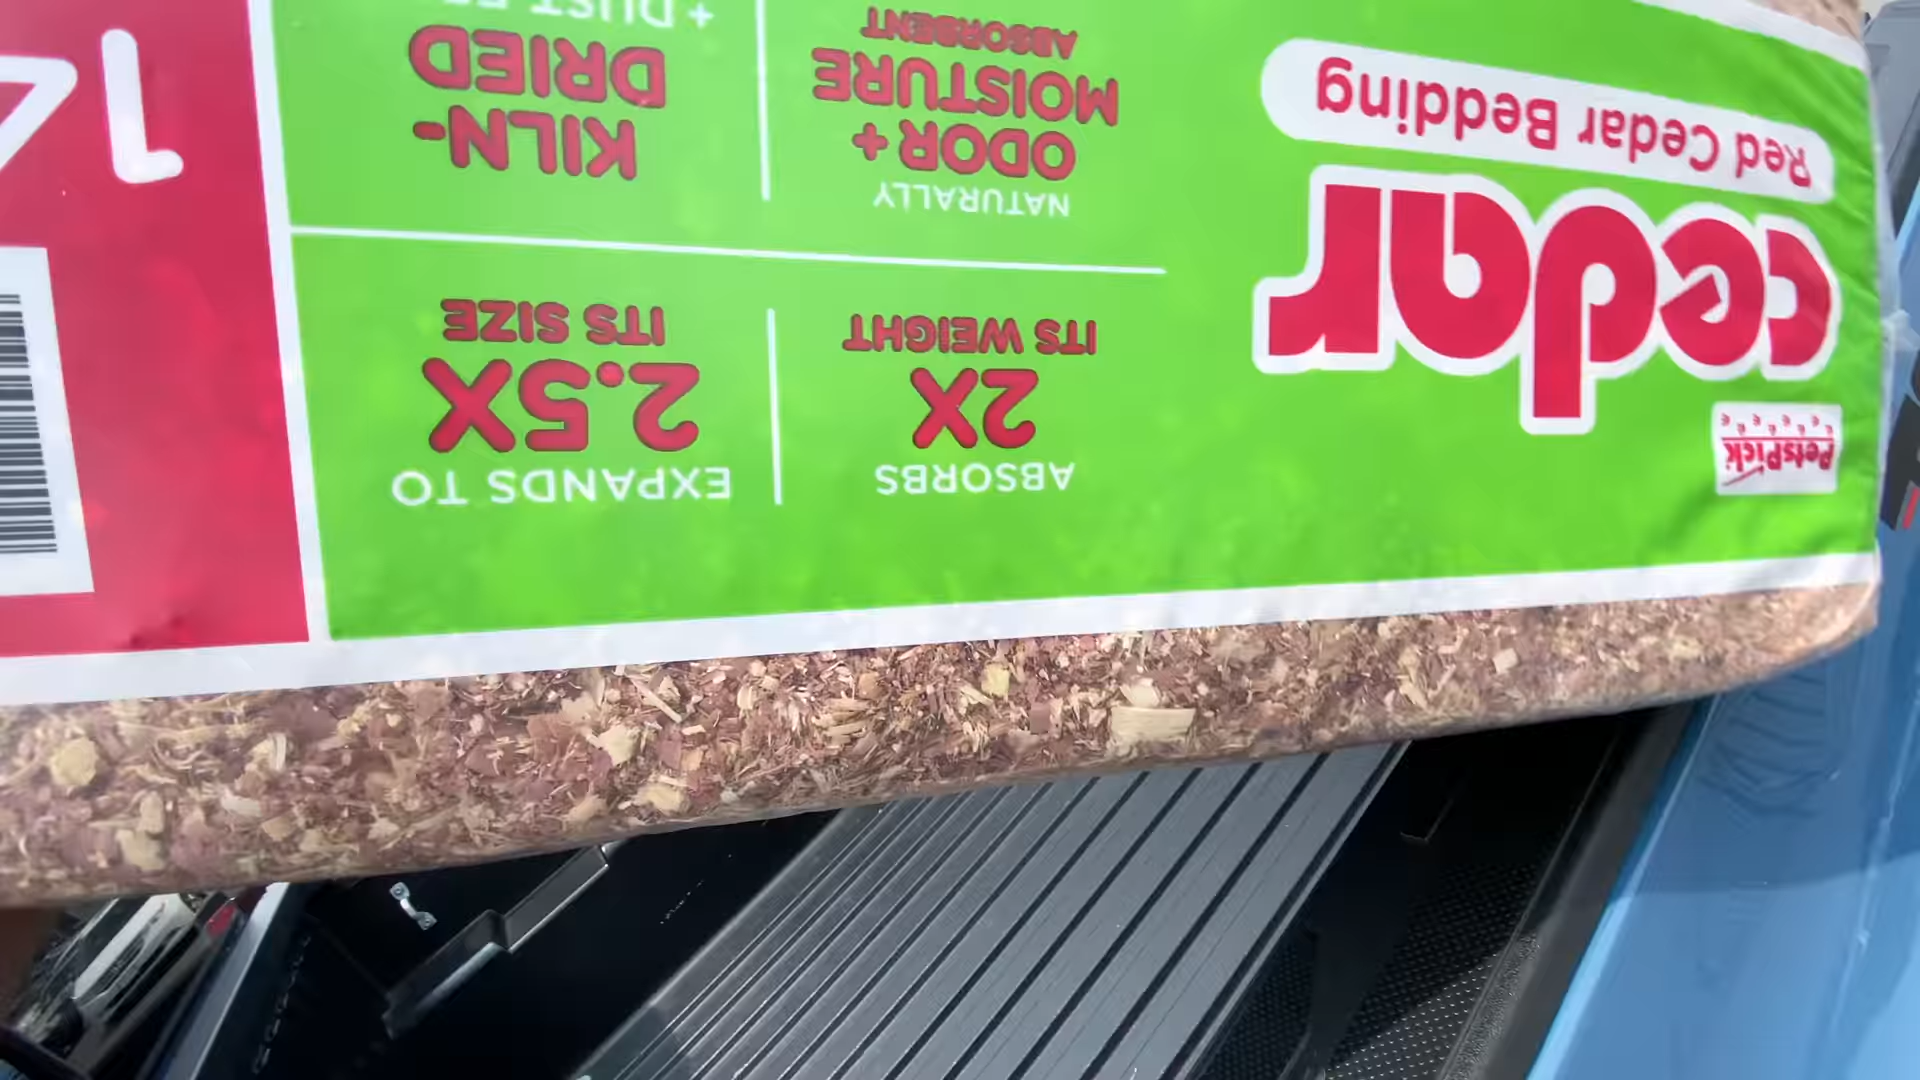 PetsPick
cedar
Red Cedar Bedding
ABSORBS
2X
ITS WEIGHT
EXPANDS TO
2.5X
ITS SIZE
NATURALLY
ODOR+
MOISTURE
ABSORBENT
KILN-
DRIED
+ DUST